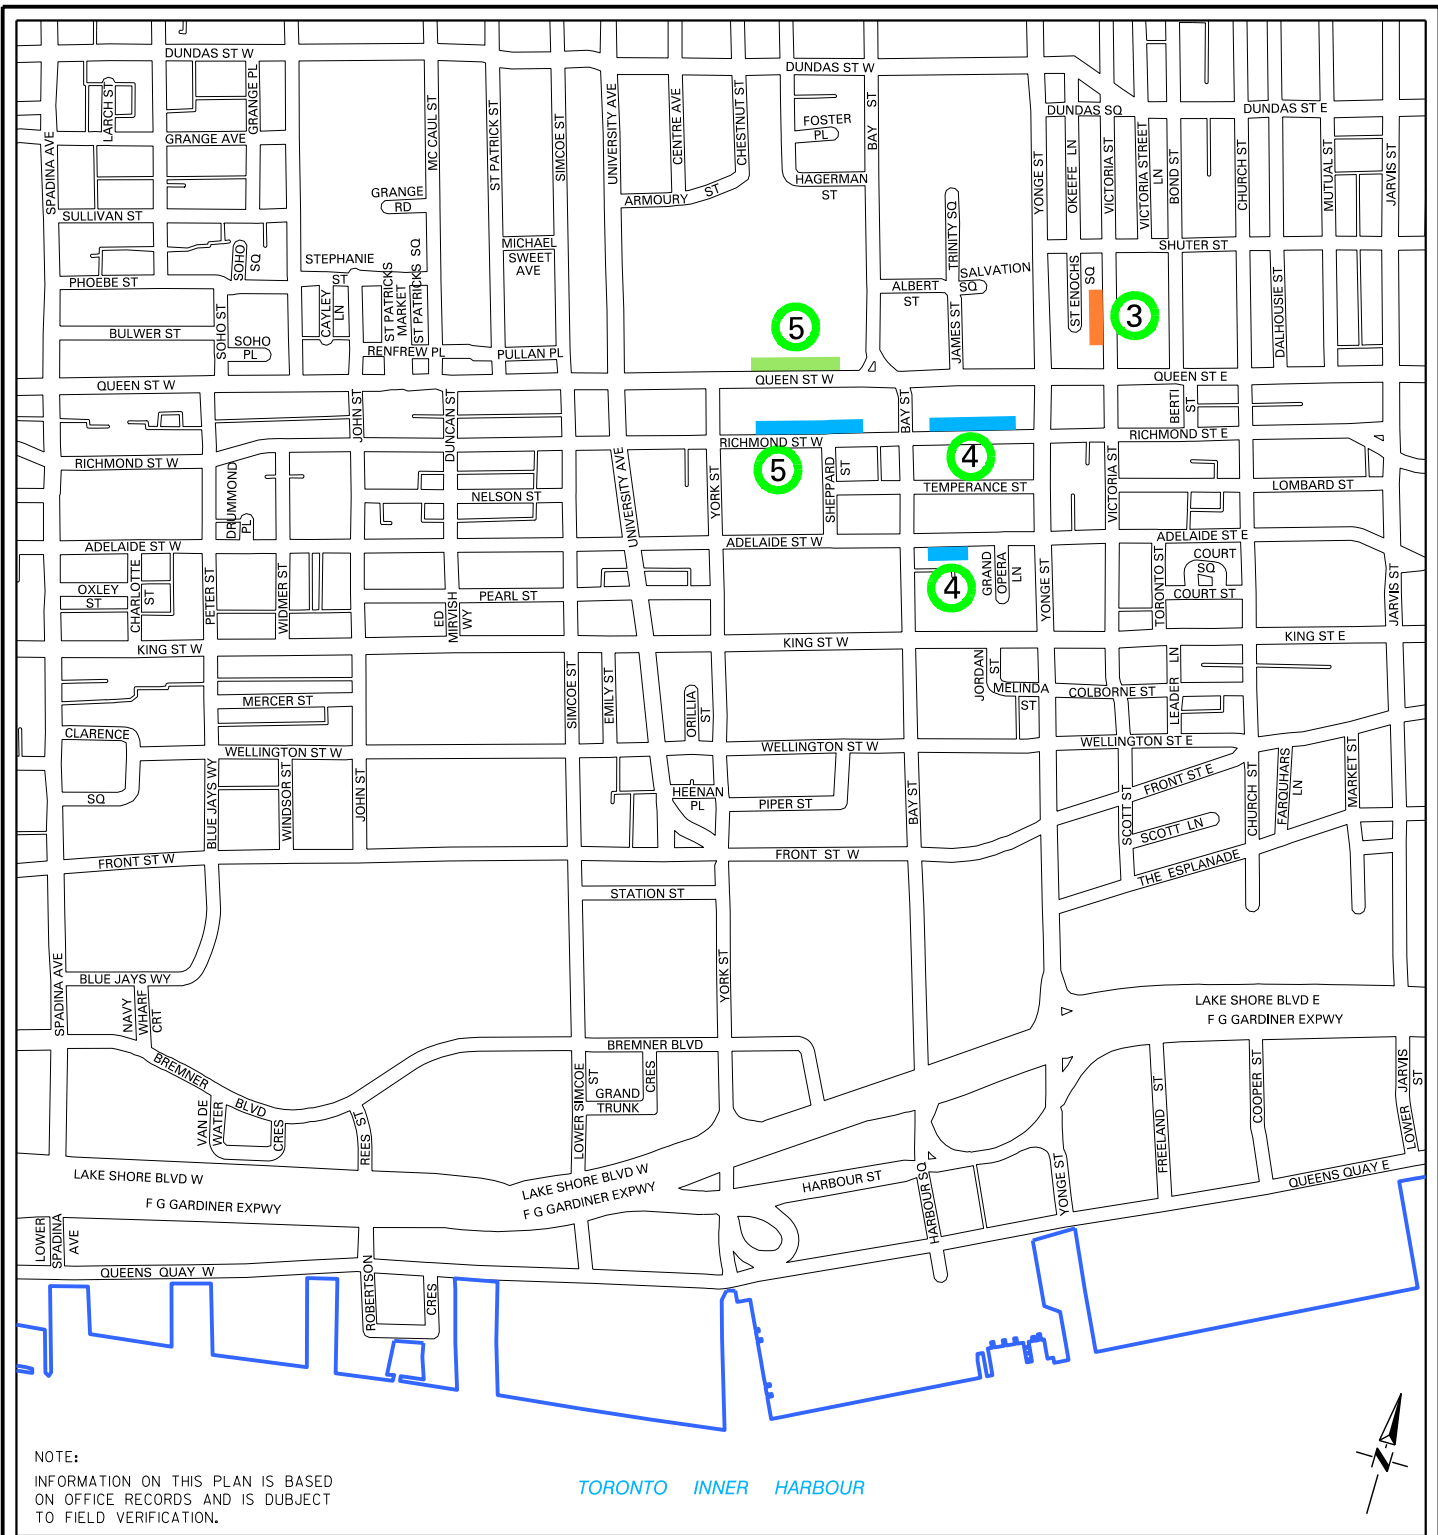 DUNDAS ST W
DUNDAS ST W
DUNDAS SQ
DUNDAS ST E
LARCH ST
GRANGE PL
GRANGE AVE
SPADINA AVE
MC CAUL ST
ST PATRICK ST
SIMCOE ST
UNIVERSITY AVE
CENTRE AVE
CHESTNUT ST
FOSTER
PL
BAY ST
HAGERMAN
ST
ARMOURY ST
YONGE ST
OKEEFE LN
VICTORIA ST
VICTORIA STREET
LN
BOND ST
CHURCH ST
MUTUAL ST
JARVIS ST
GRANGE
RD
SULLIVAN ST
SOHO
SQ
STEPHANIE
ST
MICHAEL
SWEET
AVE
TRINITY SQ
SALVATION
SQ
SHUTER ST
PHOEBE ST
CAYLEY
LN
ST PATRICKS
MARKET
ST PATRICKS SQ
ALBERT
ST
JAMES ST
ST ENOCHS
SQ
DALHOUSIE ST
3
5
BULWER ST
SOHO ST
SOHO
PL
RENFREW PL
PULLAN PL
QUEEN ST W
QUEEN ST W
QUEEN ST E
JOHN ST
DUNCAN ST
BAY ST
BERTI
ST
RICHMOND ST W
RICHMOND ST W
RICHMOND ST E
5
4
DRUMMOND
PL
NELSON ST
UNIVERSITY AVE
YORK ST
SHEPPARD
ST
TEMPERANCE ST
VICTORIA ST
LOMBARD ST
ADELAIDE ST W
ADELAIDE ST W
ADELAIDE ST E
OXLEY
ST
CHARLOTTE
ST
PETER ST
WIDMER ST
PEARL ST
ED
MIRVISH
WY
4
GRAND
OPERA
LN
YONGE ST
TORONTO ST
COURT
SQ
COURT ST
JARVIS ST
KING ST W
KING ST W
KING ST E
SIMCOE ST
EMILY ST
ORILLIA
ST
JORDAN
ST
MELINDA
ST
COLBORNE ST
LEADER LN
MERCER ST
CLARENCE
SQ
WELLINGTON ST W
WELLINGTON ST W
WELLINGTON ST E
BLUE JAYS WY
WINDSOR ST
JOHN ST
HEENAN
PL
PIPER ST
BAY ST
FRONT ST E
SCOTT ST
SCOTT LN
CHURCH ST
FARQUHARS
LN
MARKET ST
FRONT ST W
FRONT ST W
THE ESPLANADE
STATION ST
SPADINA AVE
BLUE JAYS WY
NAVY
WHARF
CRT
YORK ST
LAKE SHORE BLVD E
F G GARDINER EXPWY
BREMNER
BLVD
BREMNER BLVD
VAN DE
WATER
CRES
REES ST
LOWER SIMCOE
ST
GRAND
TRUNK
CRES
FREELAND ST
COOPER ST
LOWER JARVIS
ST
LAKE SHORE BLVD W
F G GARDINER EXPWY
LAKE SHORE BLVD W
F G GARDINER EXPWY
HARBOUR ST
HARBOUR SQ
YONGE ST
QUEENS QUAY E
LOWER
SPADINA
AVE
QUEENS QUAY W
ROBERTSON
CRES
NOTE:
INFORMATION ON THIS PLAN IS BASED
ON OFFICE RECORDS AND IS DUBJECT
TO FIELD VERIFICATION.
TORONTO INNER HARBOUR
N